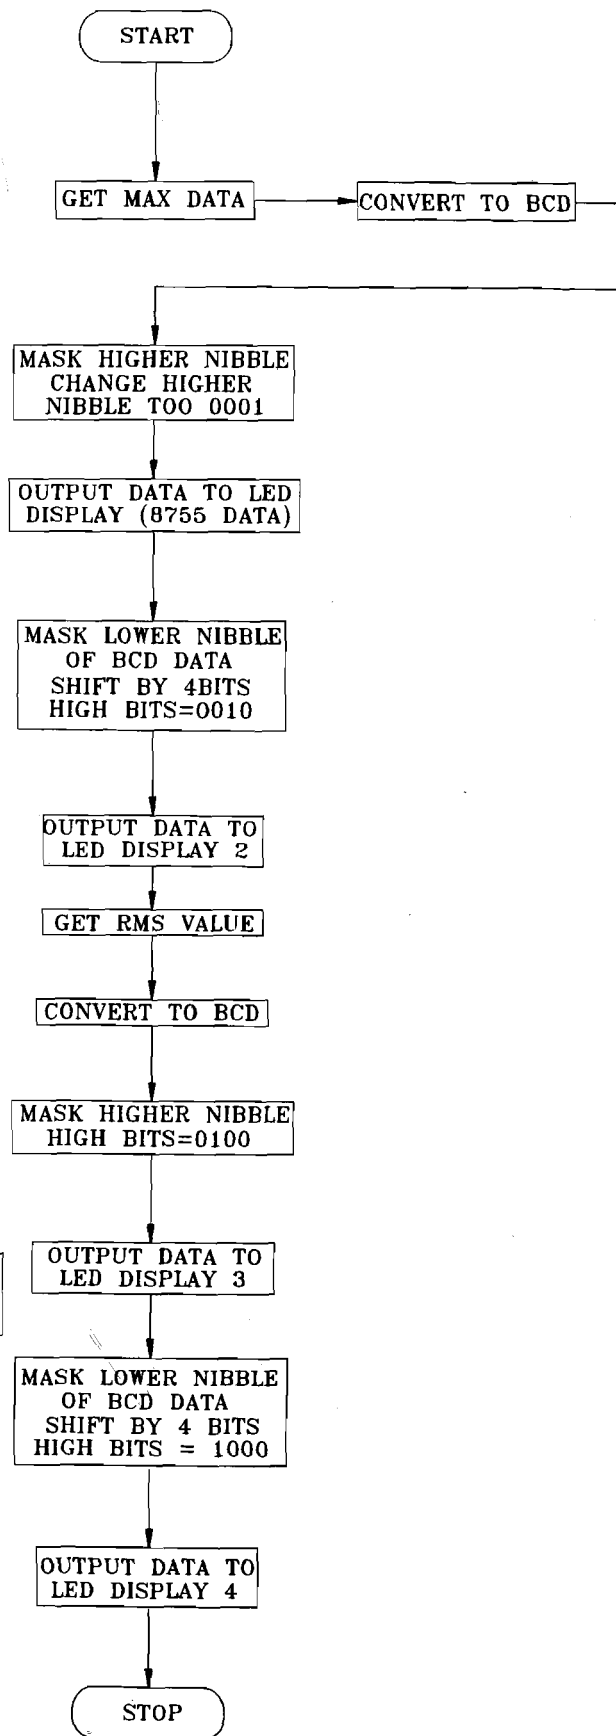 START
GET MAX DATA
CONVERT TO BCD
MASK HIGHER NIBBLE
CHANGE HIGHER
NIBBLE TOO 0001
OUTPUT DATA TO LED
DISPLAY (8755 DATA)
MASK LOWER NIBBLE
OF BCD DATA
SHIFT BY 4BITS
HIGH BITS=0010
OUTPUT DATA TO
LED DISPLAY 2
GET RMS VALUE
CONVERT TO BCD
MASK HIGHER NIBBLE
HIGH BITS=0100
OUTPUT DATA TO
LED DISPLAY 3
MASK LOWER NIBBLE
OF BCD DATA
SHIFT BY 4 BITS
HIGH BITS = 1000
OUTPUT DATA TO
LED DISPLAY 4
STOP